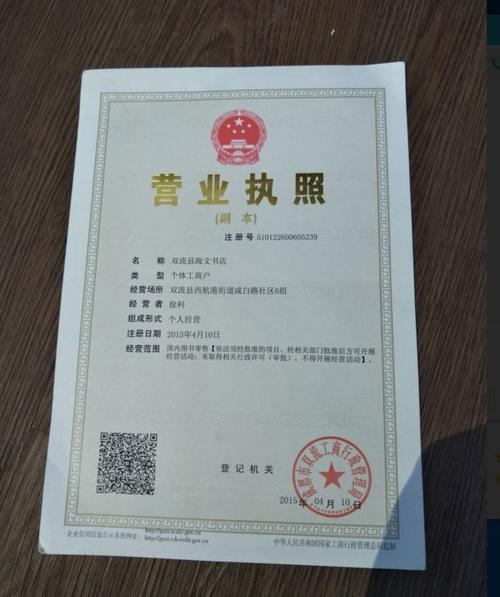 营业执照
(副 本)
注册号 510122600605239
名称 双流县海文书店
类型 个体工商户
经营场所 双流县西航港街道成白路社区6组
经营者 徐科
组成形式 个人经营
注册日期 2015年4月10日
经营范围 国内图书零售【依法须经批准的项目,经相关部门批准后方可开展
经营活动;未取得相关行政许可(审批),不得开展经营活动】。
成都市双流工商行政管理局
登记机关
2015年 04月 10日
企业信用信息公示系统网址:
中华人民共和国国家工商行政管理总局监制